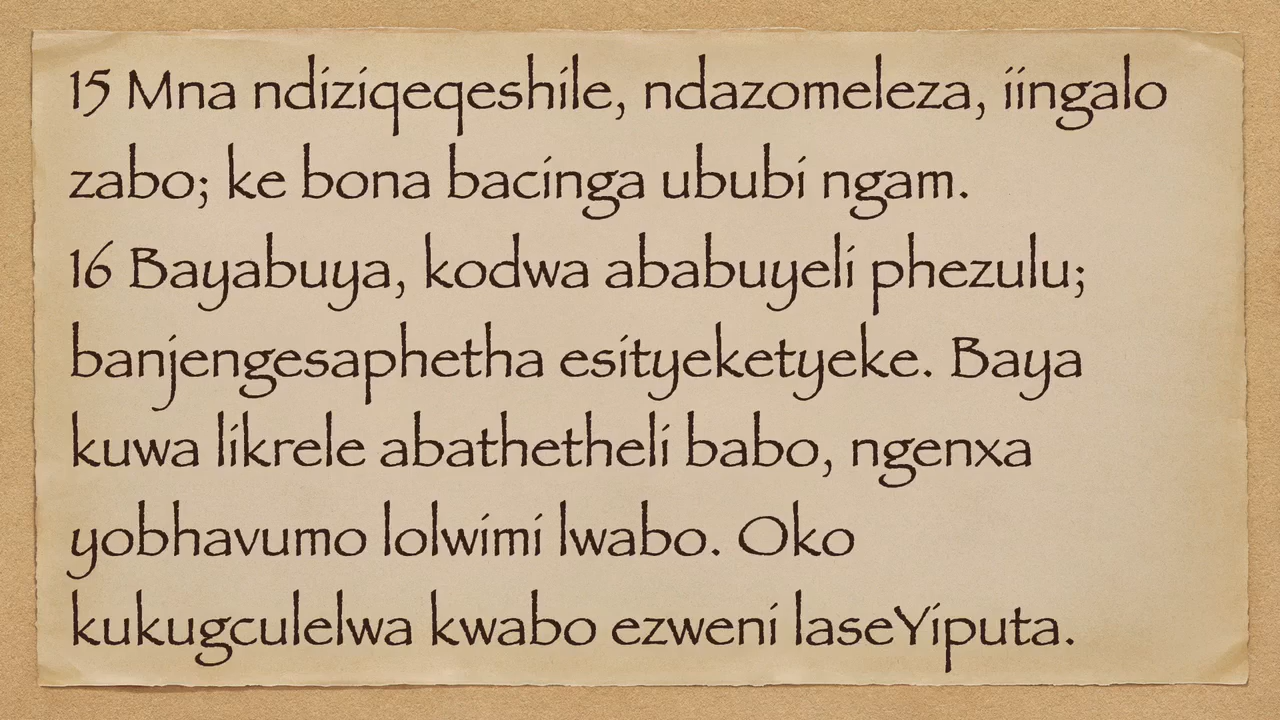 15 Mna ndiziqeqeshile, ndazomeleza, iingalo
zabo; ke bona bacinga ububi ngam.
16 Bayabuya, kodwa ababuyeli phezulu;
banjengesaphetha esityeketyeke. Baya
kuwa likrele abathetheli babo, ngenxa
yobhavumo lolwimi lwabo. Oko
kukugculelwa kwabo ezweni laseYiputa.